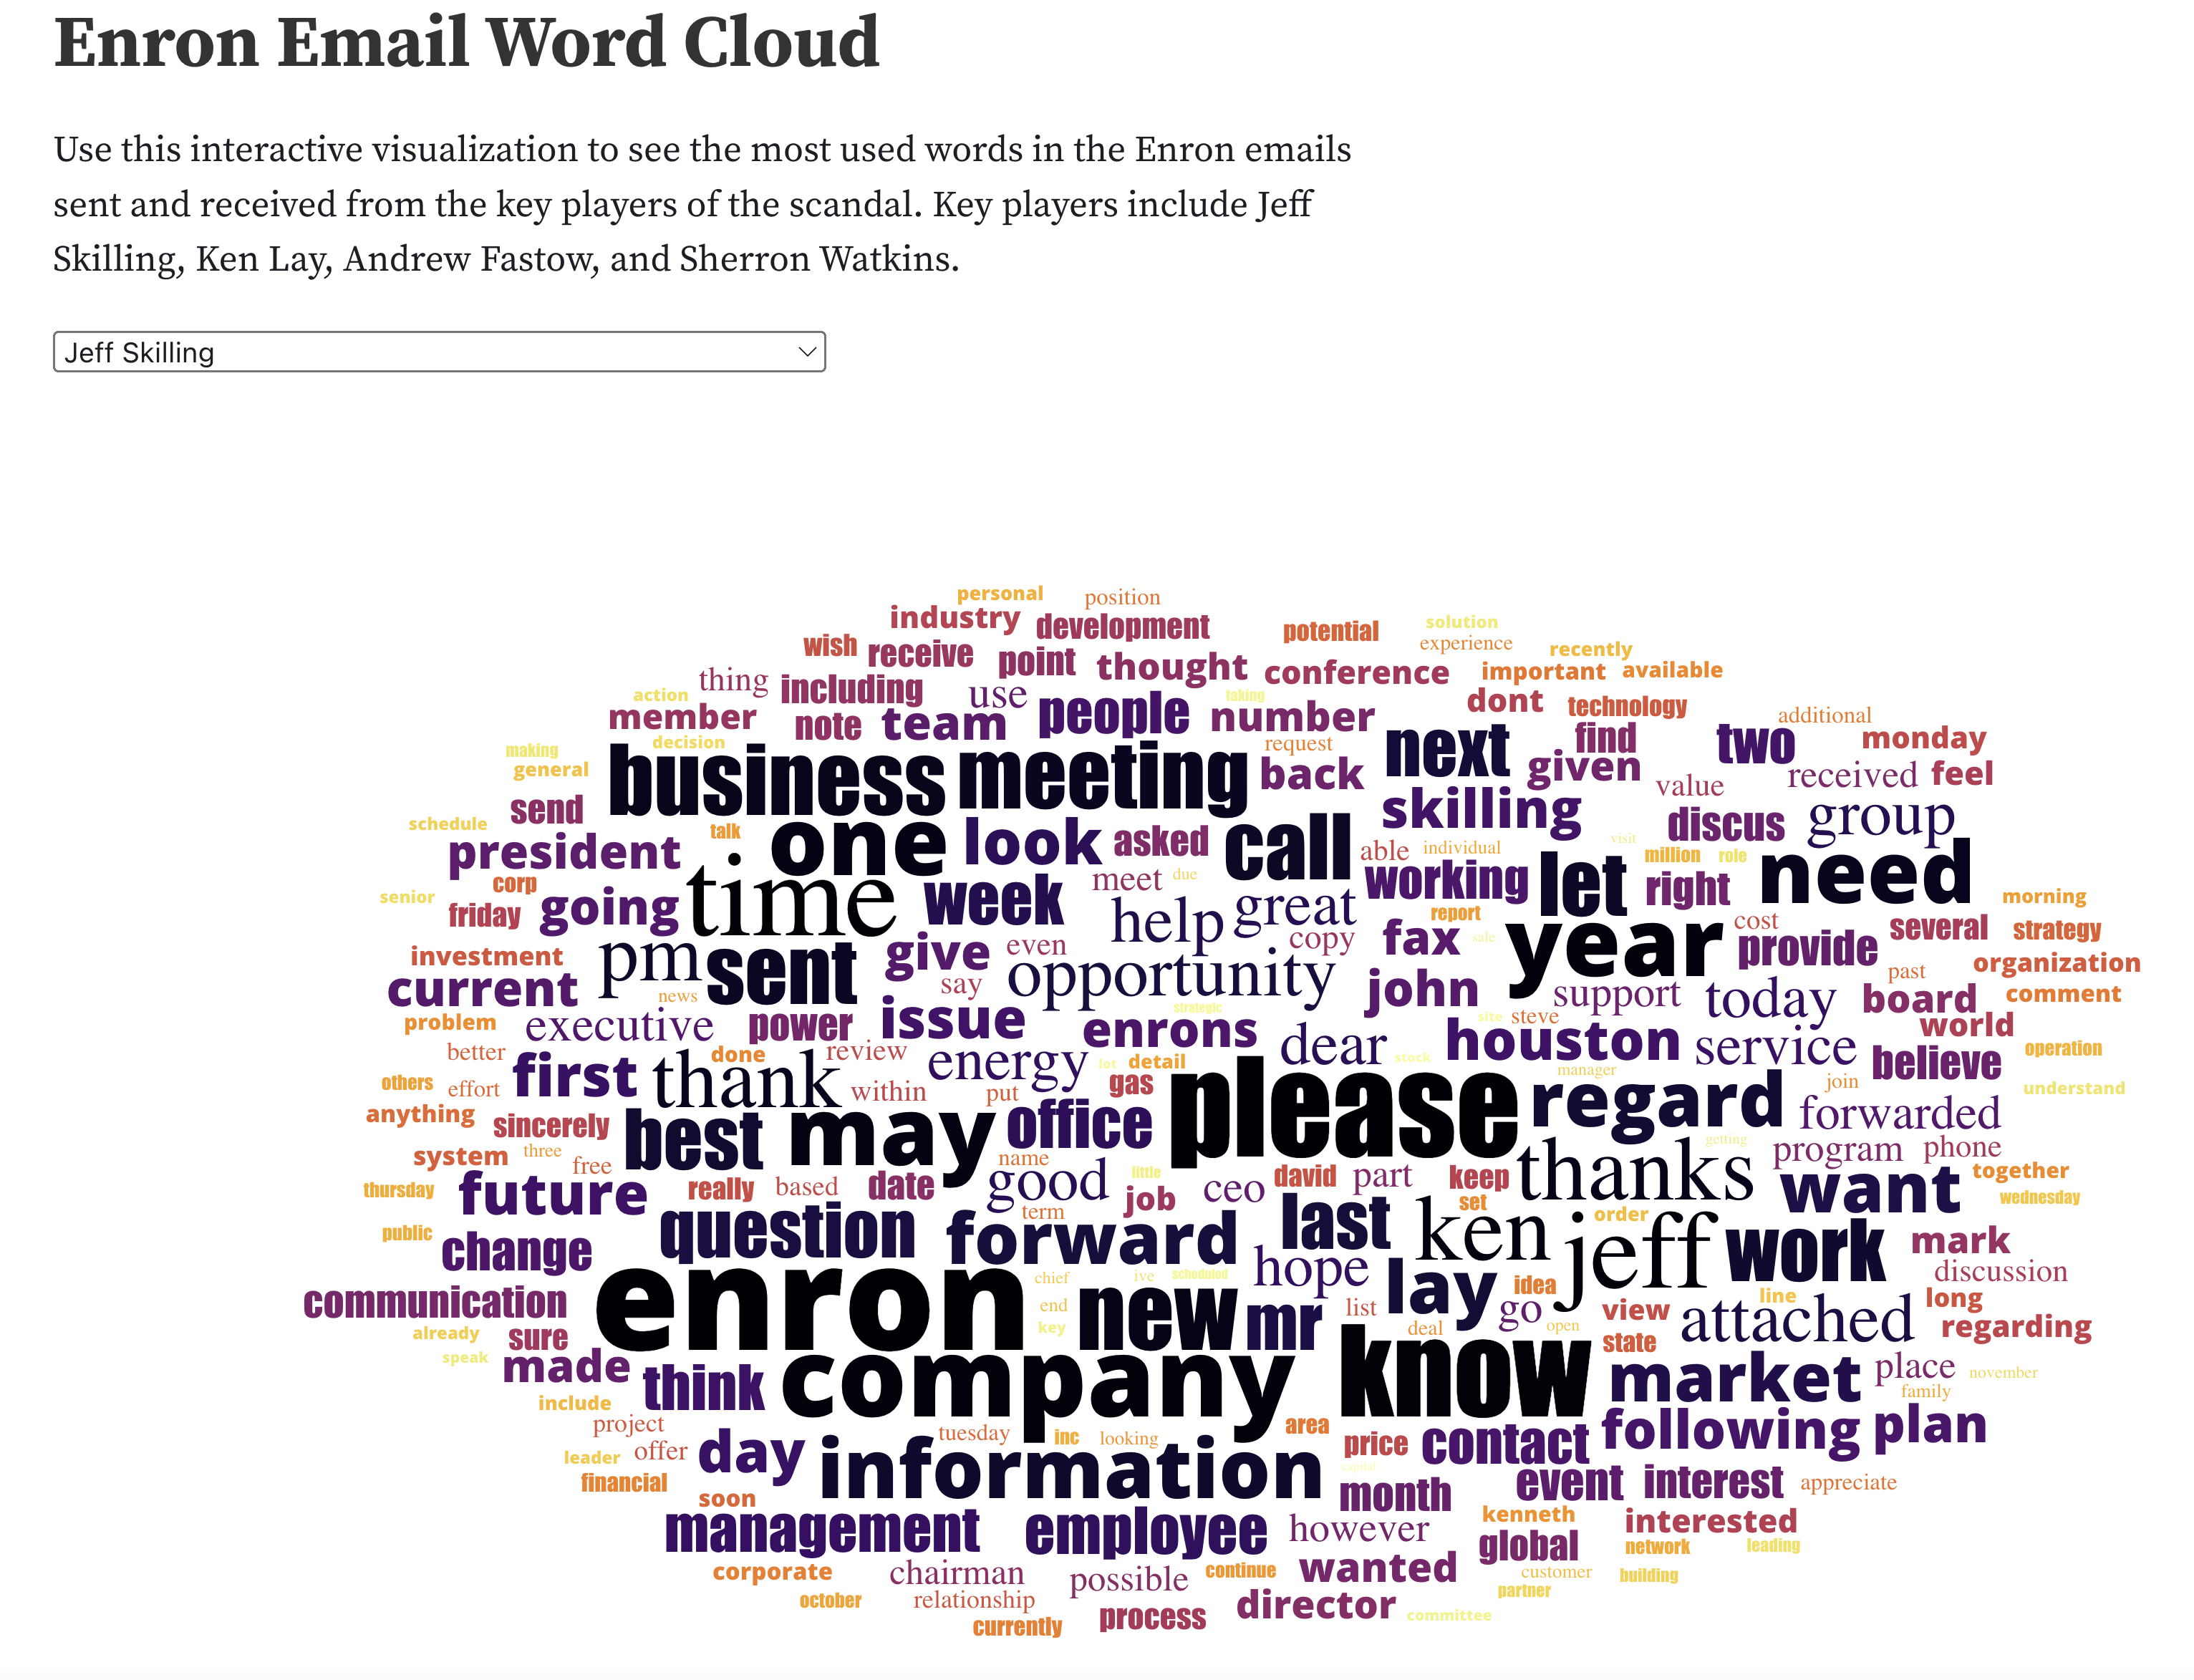 Enron Email Word Cloud
Use this interactive visualization to see the most used words in the Enron emails
sent and received from the key players of the scandal. Key players include Jeff
Skilling, Ken Lay, Andrew Fastow, and Sherron Watkins.
Jeff Skilling
personal position
industry development potential solution
wish receive point thought conference experience recently
thing including use important available
action member note team people taking number dont technology additional
making decision business meeting request back next find two monday
general given value received feel
send skilling discus group
schedule talk one look asked call able individual visit
president million role need
corp time week meet due working let right
senior friday going help great report morning
investment pm sent give even copy fax sale year cost provide several strategy
current news say opportunity john support today past board organization comment
problem executive power issue enrons strategic site steve world
better done review energy lot detail dear stock houston service believe operation
others effort first thank within put gas please manager join understand
anything sincerely best may office regard forwarded
system three free name getting thanks program phone
thursday future really based date good little job ceo david part keep want together wednesday
public change question term forward last set ken jeff order work mark
communication enron chief ive scheduled hope lay idea discussion
end key new mr list go open view line attached long regarding
already sure deal state
speak made think company know market place november
include project family
leader offer day tuesday inc looking area price contact following plan
financial information capital event interest appreciate
soon month kenneth interested
management employee however global network leading
corporate chairman possible continue wanted customer building
october relationship director partner
currently process committee